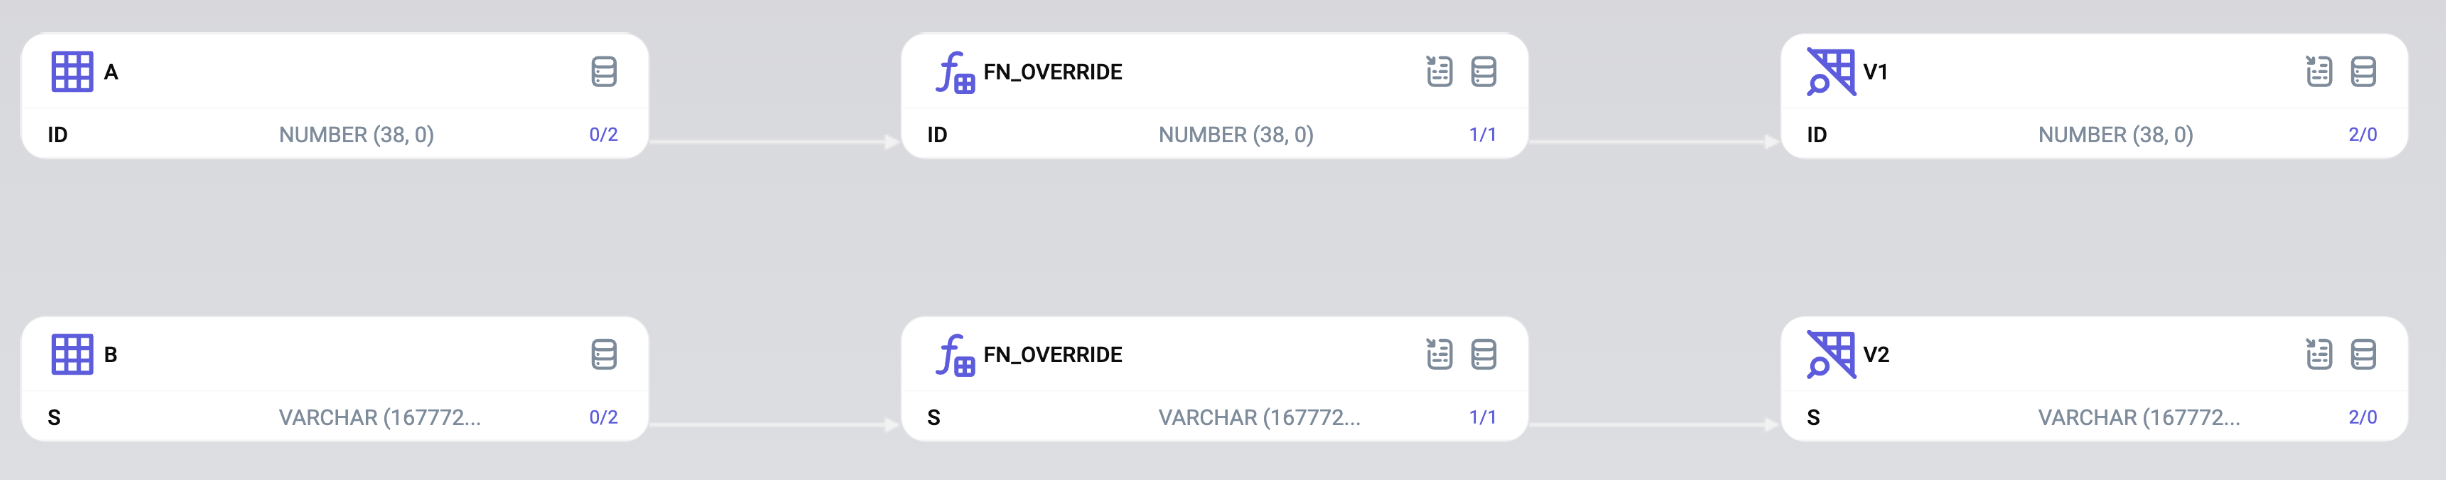 A
FN_OVERRIDE
V1
ID NUMBER (38, 0) 0/2
ID NUMBER (38, 0) 1/1
ID NUMBER (38, 0) 2/0
B
FN_OVERRIDE
V2
S VARCHAR (167772... 0/2
S VARCHAR (167772... 1/1
S VARCHAR (167772... 2/0